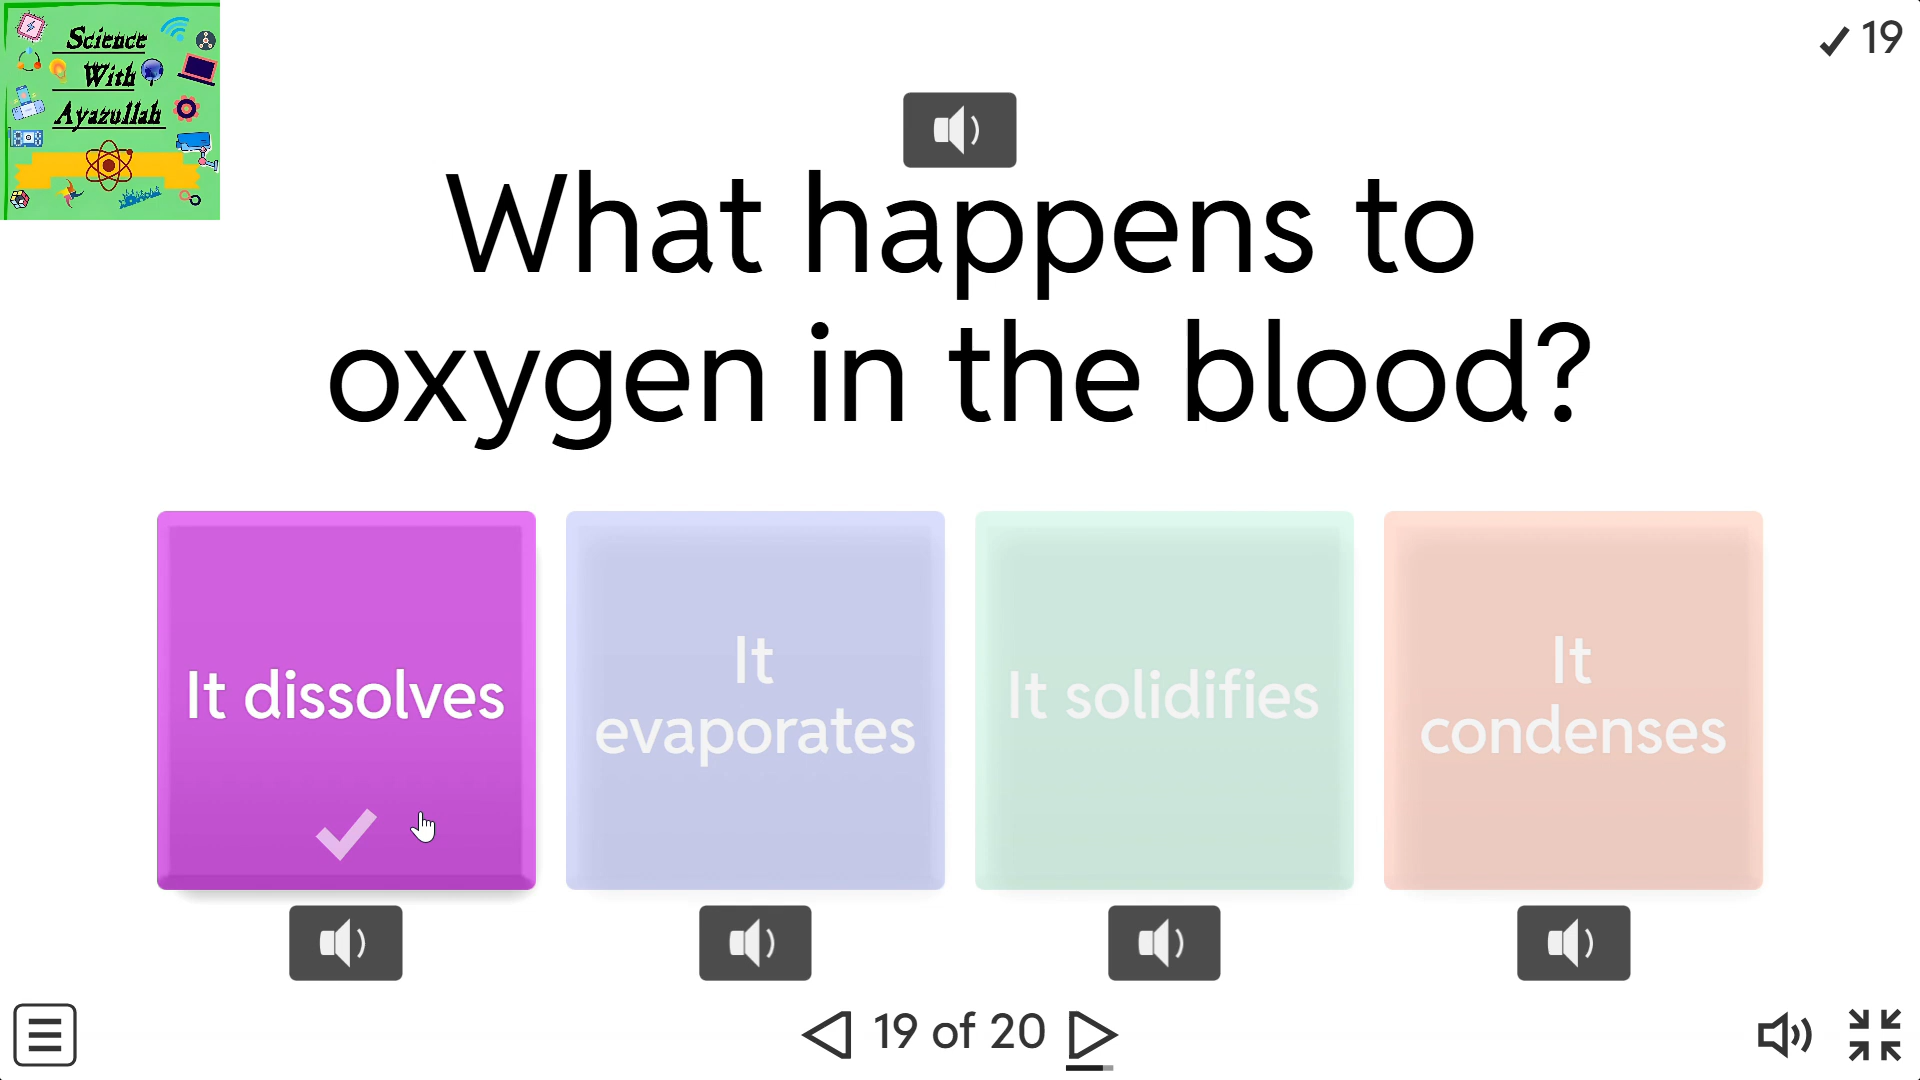 Science
With
Ayazullah
19
What happens to
oxygen in the blood?
It dissolves
It
evaporates
It solidifies
It
condenses
19 of 20